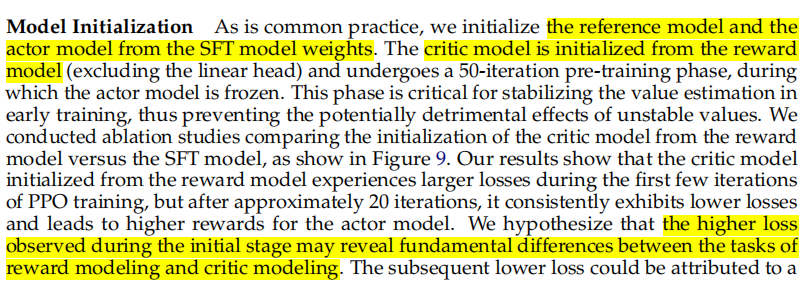 Model Initialization As is common practice, we initialize the reference model and the
actor model from the SFT model weights. The critic model is initialized from the reward
model (excluding the linear head) and undergoes a 50-iteration pre-training phase, during
which the actor model is frozen. This phase is critical for stabilizing the value estimation in
early training, thus preventing the potentially detrimental effects of unstable values. We
conducted ablation studies comparing the initialization of the critic model from the reward
model versus the SFT model, as show in Figure 9. Our results show that the critic model
initialized from the reward model experiences larger losses during the first few iterations
of PPO training, but after approximately 20 iterations, it consistently exhibits lower losses
and leads to higher rewards for the actor model. We hypothesize that the higher loss
observed during the initial stage may reveal fundamental differences between the tasks of
reward modeling and critic modeling. The subsequent lower loss could be attributed to a